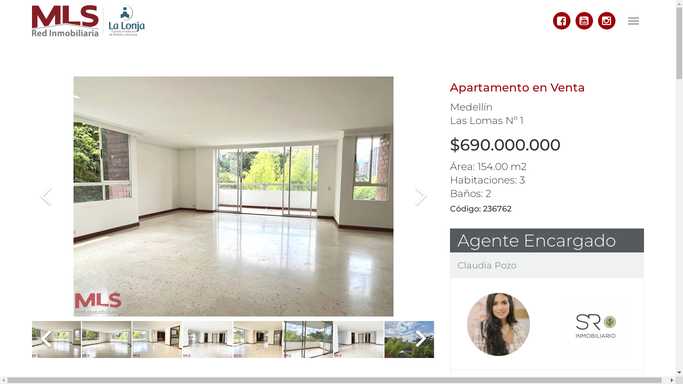 MLS
Red Inmobiliaria
La Lonja
Apartamento en Venta
Medellín
Las Lomas Nº 1
$690.000.000
Área: 154.00 m2
Habitaciones: 3
Baños: 2
Código: 236762
Agente Encargado
Claudia Pozo
SR
INMOBILIARIO
MLS